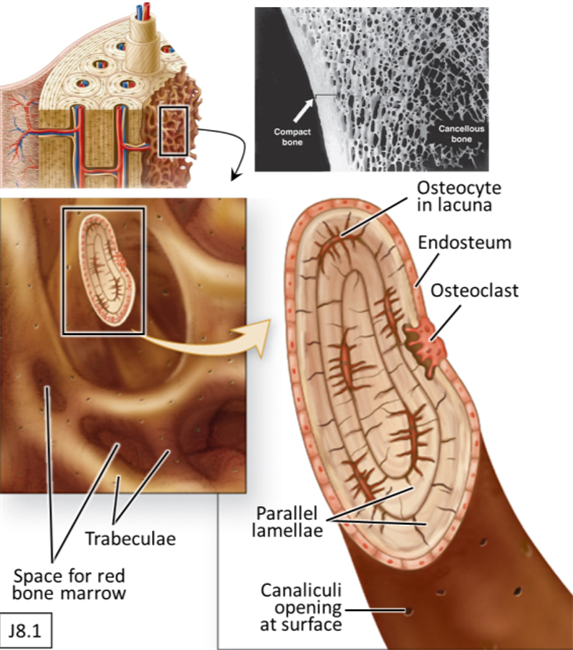 Compact
bone
Cancellous
bone
Osteocyte
in lacuna
Endosteum
Osteoclast
Parallel
lamellae
Trabeculae
Space for red
bone marrow
Canaliculi
opening
at surface
J8.1